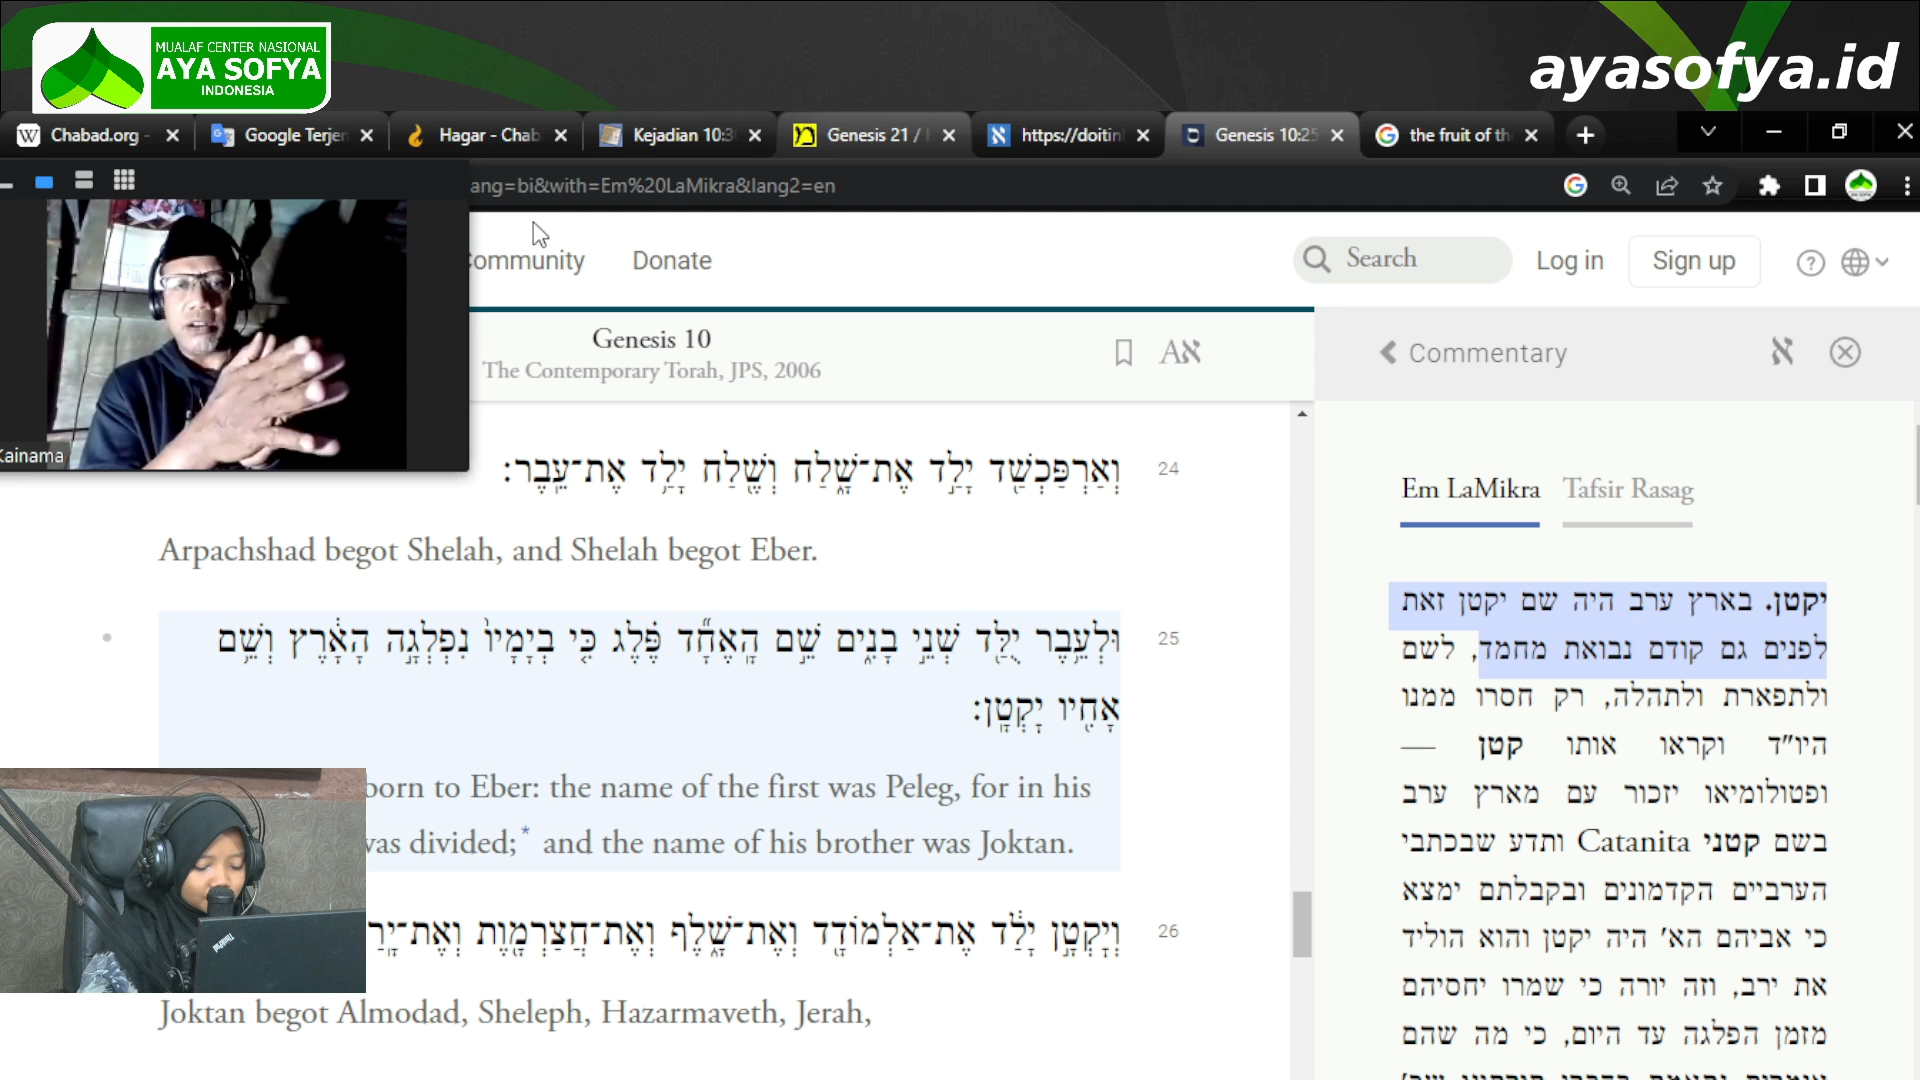 MUALAF CENTER NASIONAL
AYA SOFYA
INDONESIA
ayasofya.id
Chabad.org -
Google Terjem
Hagar - Chab
Kejadian 10:3
Genesis 21 /
https://doitin
Genesis 10:25
the fruit of th
ang=bi&with=Em%20LaMikra&lang2=en
Community
Donate
Search
Log in
Sign up
Genesis 10
The Contemporary Torah, JPS, 2006
Commentary
Kainama
וְאַרְפַּכְשַׁ֖ד יָלַ֣ד אֶת־שָׁ֑לַח וְשֶׁ֖לַח יָלַ֥ד אֶת־עֵֽבֶר׃
24
Arpachshad begot Shelah, and Shelah begot Eber.
וּלְעֵ֥בֶר יֻלַּ֖ד שְׁנֵ֣י בָנִ֑ים שֵׁ֣ם הָֽאֶחָ֞ד פֶּ֗לֶג כִּ֤י בְיָמָיו֙ נִפְלְגָ֣ה הָאָ֔רֶץ וְשֵׁ֥ם
25
אָחִ֖יו יׇקְטָֽן׃
born to Eber: the name of the first was Peleg, for in his
was divided;* and the name of his brother was Joktan.
וְיׇקְטָ֣ן יָלַ֔ד אֶת־אַלְמוֹדָ֖ד וְאֶת־שָׁ֑לֶף וְאֶת־חֲצַרְמָ֖וֶת וְאֶת־יָֽרַ
26
Joktan begot Almodad, Sheleph, Hazarmaveth, Jerah,
Em LaMikra
Tafsir Rasag
יקטן. בארץ ערב היה שם יקטן זאת
לפנים גם קודם נבואת מחמד, לשם
ולתפארת ולתהלה, רק חסרו ממנו
היו״ד וקראו אותו קטן —
ופטולומיאו יזכור עם מארץ ערב
בשם קטני Catanita ותדע שבכתבי
הערביים הקדמונים ובקבלתם ימצא
כי אביהם הא' היה יקטן והוא הוליד
את ירב, וזה יורה כי שמרו יחסיהם
מזמן הפלגה עד היום, כי מה שהם